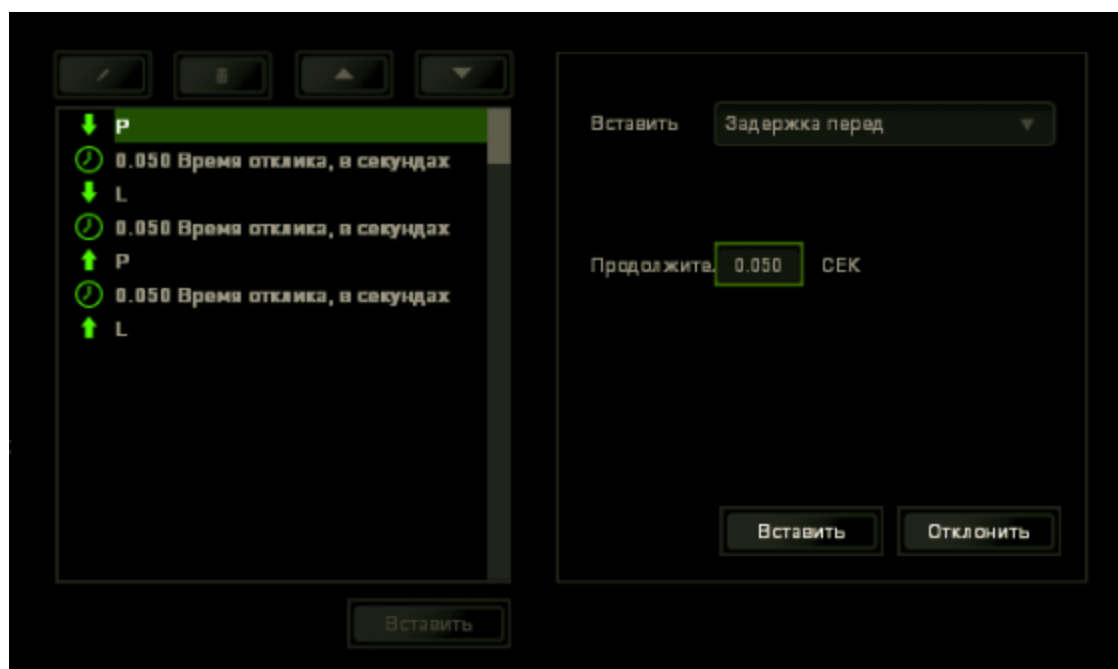 P
0.050 Время отклика, в секундах
L
0.050 Время отклика, в секундах
P
0.050 Время отклика, в секундах
L
Вставить
Вставить Задержка перед
Продолжите. 0.050 СЕК
Вставить Отклонить